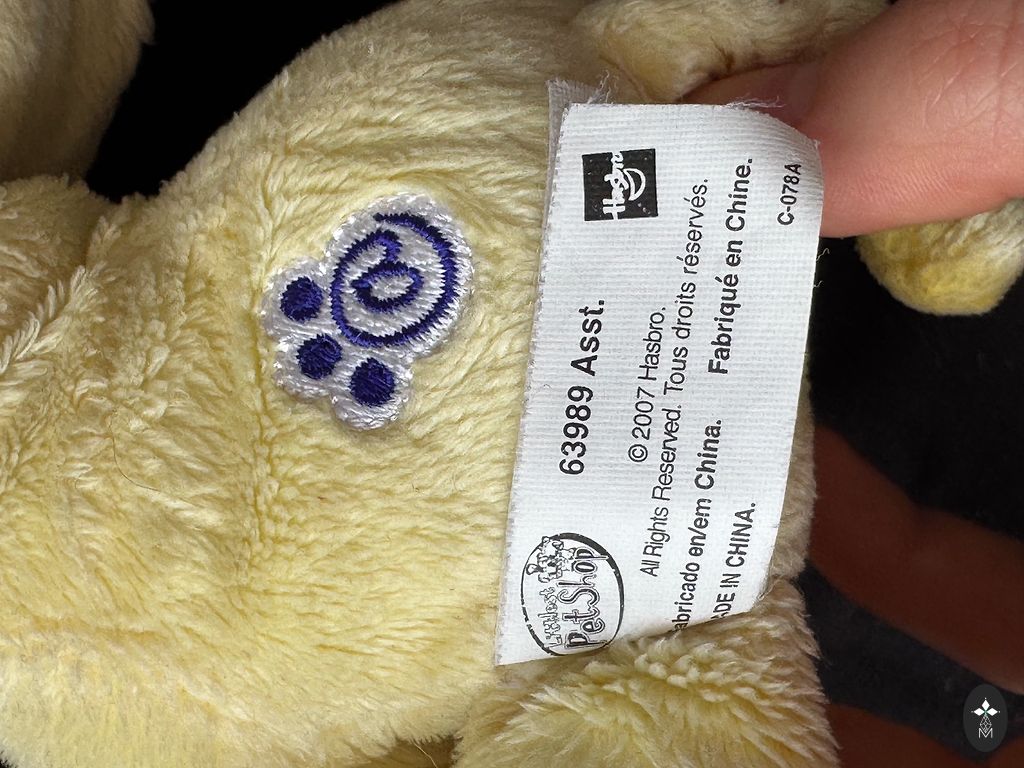 Hasbro
63989 Asst.
© 2007 Hasbro.
All Rights Reserved. Tous droits réservés.
abricado en/em China. Fabriqué en Chine.
ADE IN CHINA.
C-078A
Littlest
Pet Shop
a
M